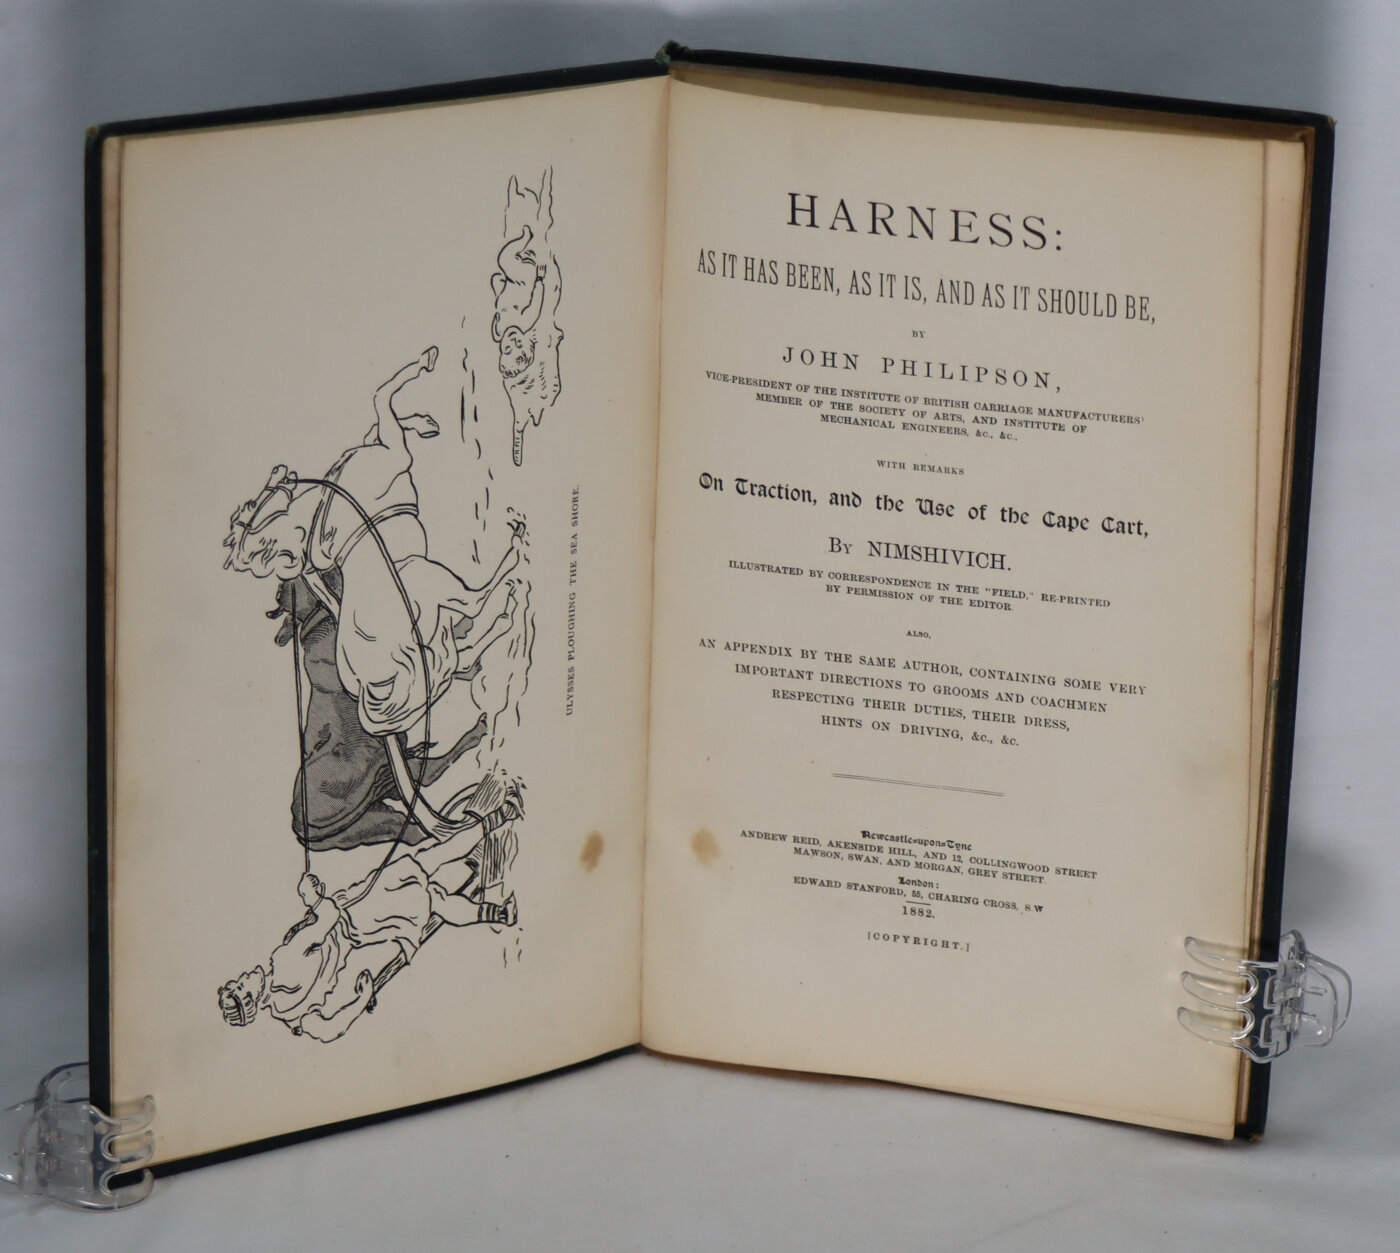 ULYSSES PLOUGHING THE SEA SHORE.
HARNESS:
AS IT HAS BEEN, AS IT IS, AND AS IT SHOULD BE,
BY
JOHN PHILIPSON,
VICE-PRESIDENT OF THE INSTITUTE OF BRITISH CARRIAGE MANUFACTURERS'
MEMBER OF THE SOCIETY OF ARTS, AND INSTITUTE OF
MECHANICAL ENGINEERS, &c., &c.,
WITH REMARKS
On Traction, and the Use of the Cape Cart,
By NIMSHIVICH.
ILLUSTRATED BY CORRESPONDENCE IN THE "FIELD," RE-PRINTED
BY PERMISSION OF THE EDITOR.
ALSO,
AN APPENDIX BY THE SAME AUTHOR, CONTAINING SOME VERY
IMPORTANT DIRECTIONS TO GROOMS AND COACHMEN
RESPECTING THEIR DUTIES, THEIR DRESS,
HINTS ON DRIVING, &c., &c.
Newcastle=upon=Tyne
ANDREW REID, AKENSIDE HILL, AND 12, COLLINGWOOD STREET
MAWSON, SWAN, AND MORGAN, GREY STREET.
London:
EDWARD STANFORD, 55, CHARING CROSS, S.W
1882.
[COPYRIGHT.]